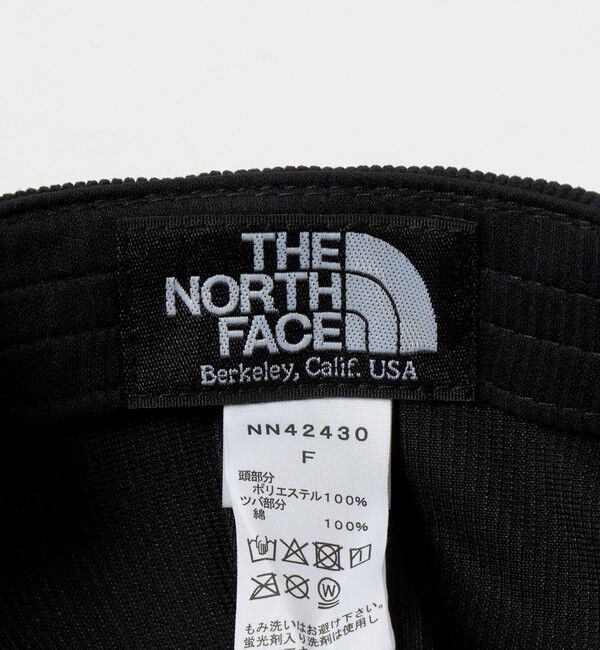 THE
NORTH
FACE
Berkeley, Calif. USA
NN42430
F
頭部分
ポリエステル100%
ツバ部分
綿 100%
1
W
もみ洗いはお避け下さい。
蛍光剤入り洗剤は使用し